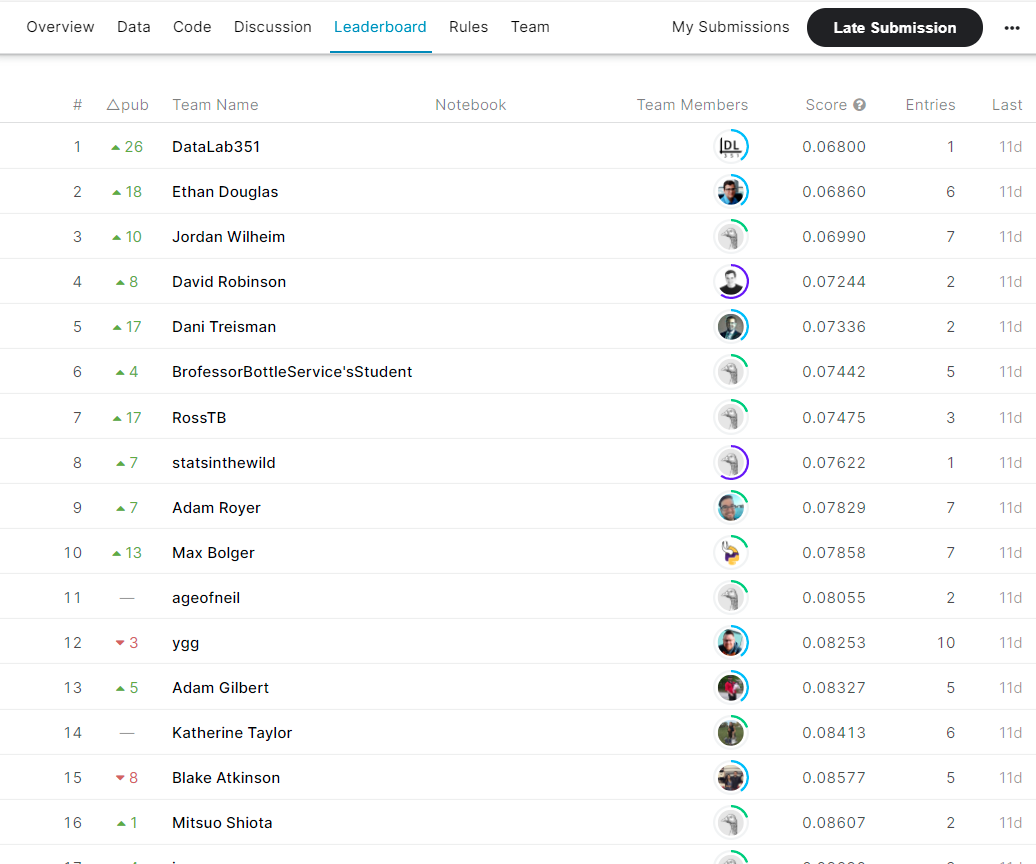 Overview Data Code Discussion Leaderboard Rules Team My Submissions Late Submission •••
# △pub Team Name Notebook Team Members Score ? Entries Last
1 ▲ 26 DataLab351 DL 351 0.06800 1 11d
2 ▲ 18 Ethan Douglas 0.06860 6 11d
3 ▲ 10 Jordan Wilheim 0.06990 7 11d
4 ▲ 8 David Robinson 0.07244 2 11d
5 ▲ 17 Dani Treisman 0.07336 2 11d
6 ▲ 4 BrofessorBottleService'sStudent 0.07442 5 11d
7 ▲ 17 RossTB 0.07475 3 11d
8 ▲ 7 statsinthewild 0.07622 1 11d
9 ▲ 7 Adam Royer 0.07829 7 11d
10 ▲ 13 Max Bolger 0.07858 7 11d
11 — ageofneil 0.08055 2 11d
12 ▼ 3 ygg 0.08253 10 11d
13 ▲ 5 Adam Gilbert 0.08327 5 11d
14 — Katherine Taylor 0.08413 6 11d
15 ▼ 8 Blake Atkinson 0.08577 5 11d
16 ▲ 1 Mitsuo Shiota 0.08607 2 11d